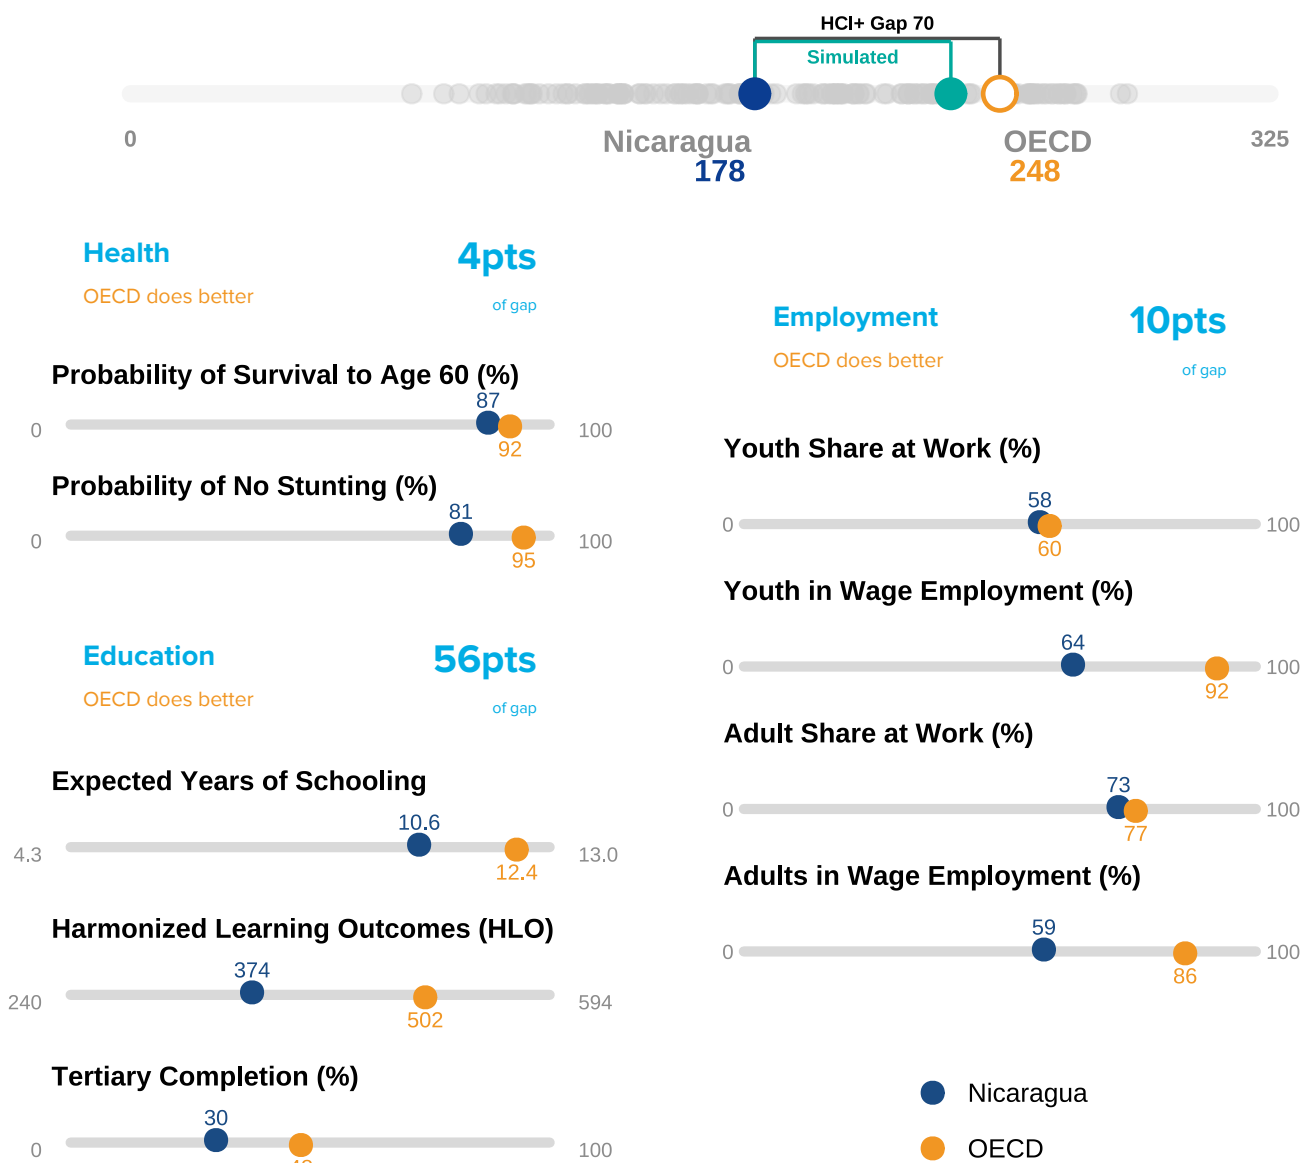 HCI+ Gap 70
Simulated
0
Nicaragua
178
OECD
248
325
Health
4pts
OECD does better
of gap
Probability of Survival to Age 60 (%)
87
0
100
92
Probability of No Stunting (%)
81
0
100
95
Education
56pts
OECD does better
of gap
Expected Years of Schooling
10.6
4.3
13.0
12.4
Harmonized Learning Outcomes (HLO)
374
240
594
502
Tertiary Completion (%)
30
0
100
Employment
10pts
OECD does better
of gap
Youth Share at Work (%)
58
0
100
60
Youth in Wage Employment (%)
64
0
100
92
Adult Share at Work (%)
73
0
100
77
Adults in Wage Employment (%)
59
0
100
86
Nicaragua
OECD